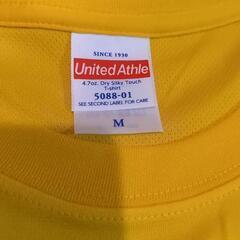 SINCE 1930
United Athle
4.7oz. Dry Silky Touch
T-shirt
5088-01
SEE SECOND LABEL FOR CARE
M